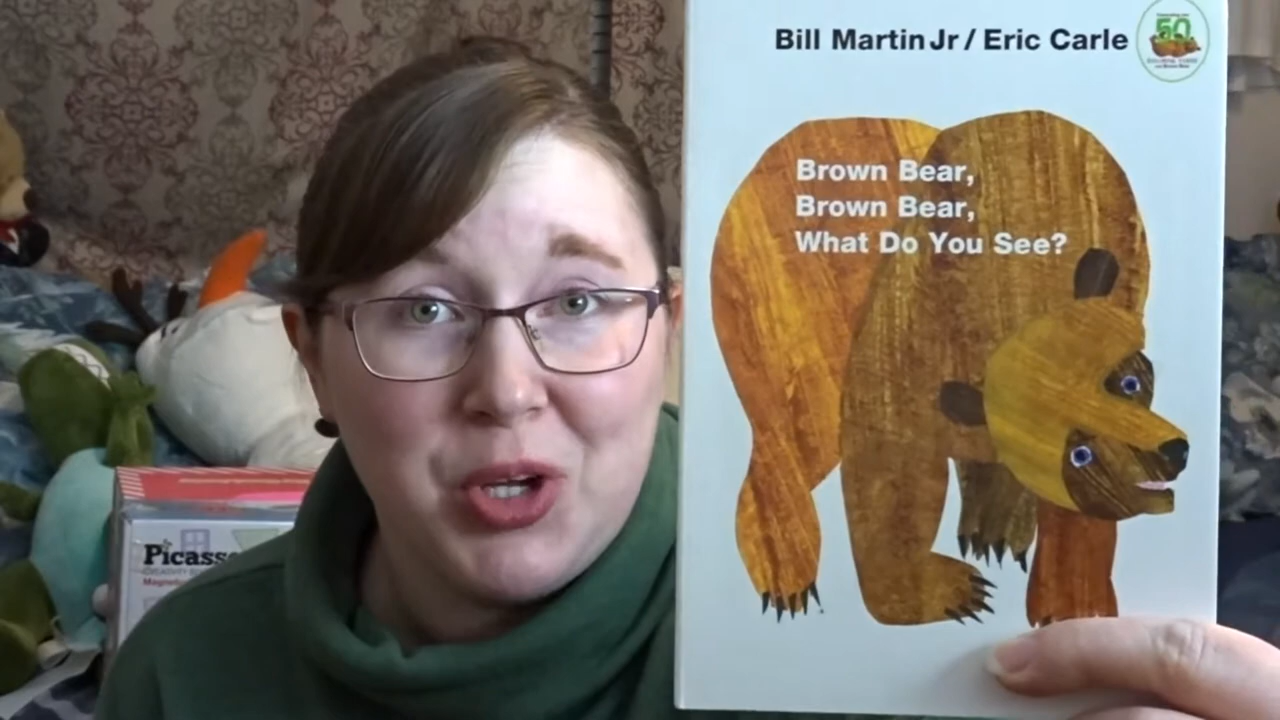 Bill Martin Jr / Eric Carle
50
Brown Bear,
Brown Bear,
What Do You See?
Picasso